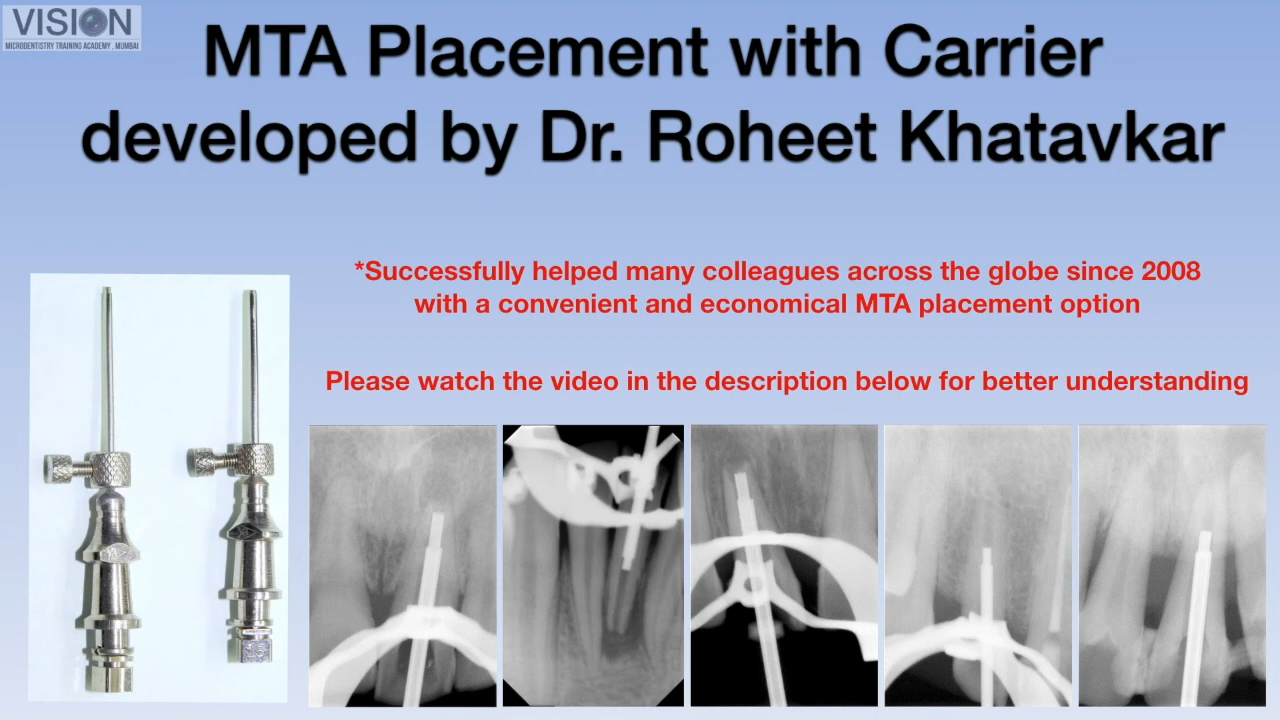 VISION
MICRODENTISTRY TRAINING ACADEMY, MUMBAI
MTA Placement with Carrier
developed by Dr. Roheet Khatavkar
*Successfully helped many colleagues across the globe since 2008
with a convenient and economical MTA placement option
Please watch the video in the description below for better understanding